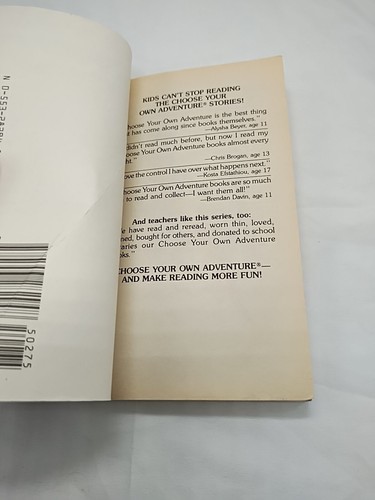 KIDS CAN'T STOP READING
THE CHOOSE YOUR
OWN ADVENTURE® STORIES!
hoose Your Own Adventure is the best thing
t has come along since books themselves."
—Alysha Beyer, age 11
didn't read much before, but now I read my
oose Your Own Adventure books almost every
ht."
—Chris Brogan, age 13
ove the control I have over what happens next."
—Kosta Efstathiou, age 17
hoose Your Own Adventure books are so much
to read and collect—I want them all!"
—Brendan Davin, age 11
And teachers like this series, too:
e have read and reread, worn thin, loved,
ned, bought for others, and donated to school
raries our Choose Your Own Adventure
oks."
CHOOSE YOUR OWN ADVENTURE®—
AND MAKE READING MORE FUN!
50275